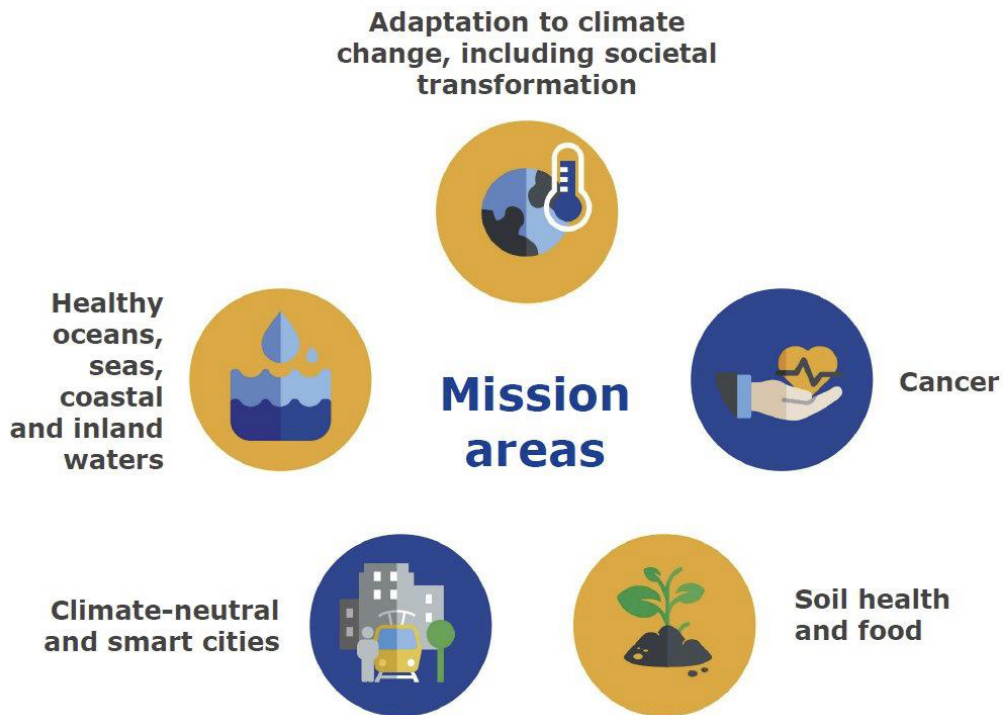 Adaptation to climate
change, including societal
transformation
Healthy
oceans,
seas,
coastal
and inland
waters
Mission
areas
Cancer
Climate-neutral
and smart cities
Soil health
and food